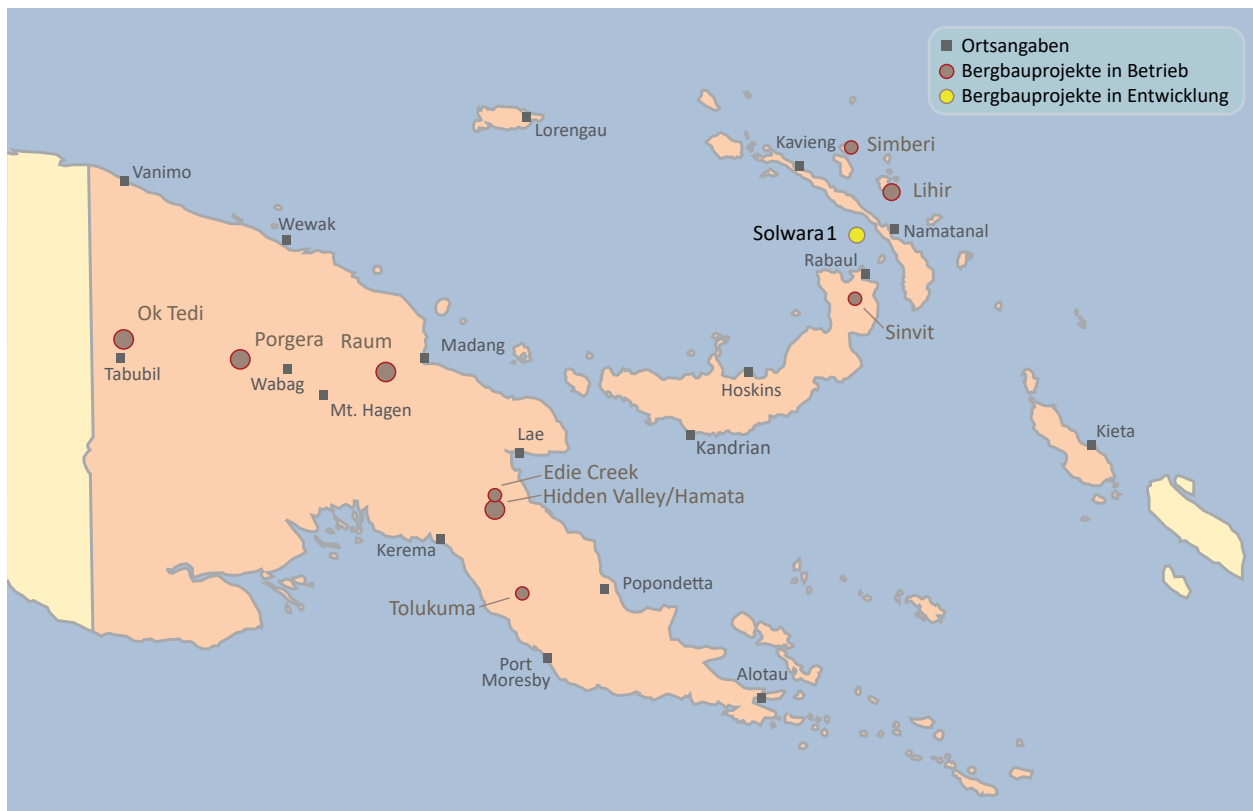 Ortsangaben
Bergbauprojekte in Betrieb
Bergbauprojekte in Entwicklung
Lorengau
Kavieng
Simberi
Vanimo
Lihir
Wewak
Solwara 1
Namatanal
Rabaul
Ok Tedi
Porgera
Raum
Madang
Sinvit
Tabubil
Wabag
Hoskins
Mt. Hagen
Lae
Kandrian
Kieta
Edie Creek
Hidden Valley/Hamata
Kerema
Popondetta
Tolukuma
Port
Moresby
Alotau